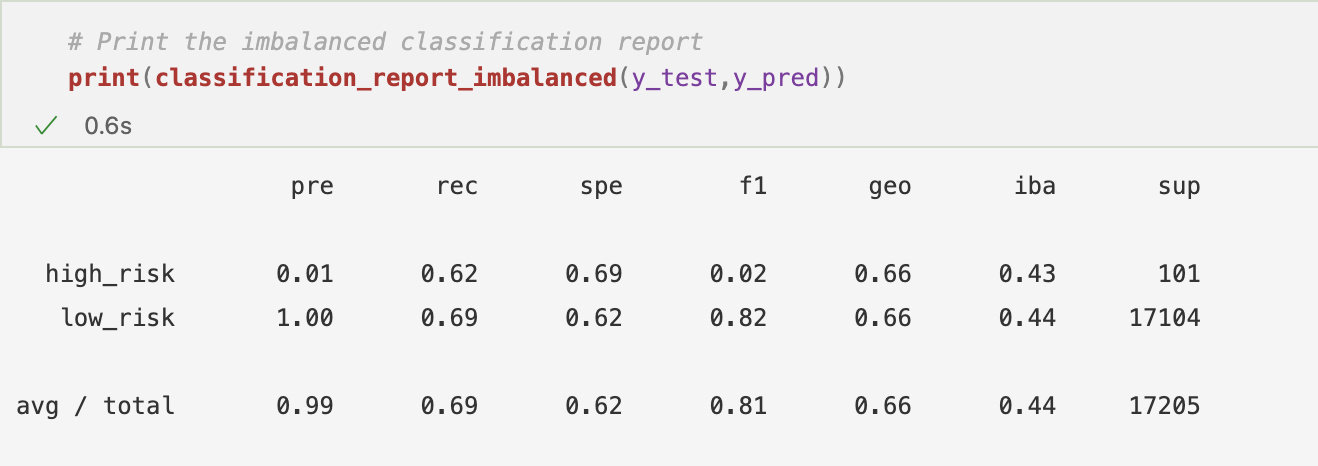 # Print the imbalanced classification report
print(classification_report_imbalanced(y_test,y_pred))
0.6s
pre rec spe f1 geo iba sup
high_risk 0.01 0.62 0.69 0.02 0.66 0.43 101
low_risk 1.00 0.69 0.62 0.82 0.66 0.44 17104
avg / total 0.99 0.69 0.62 0.81 0.66 0.44 17205